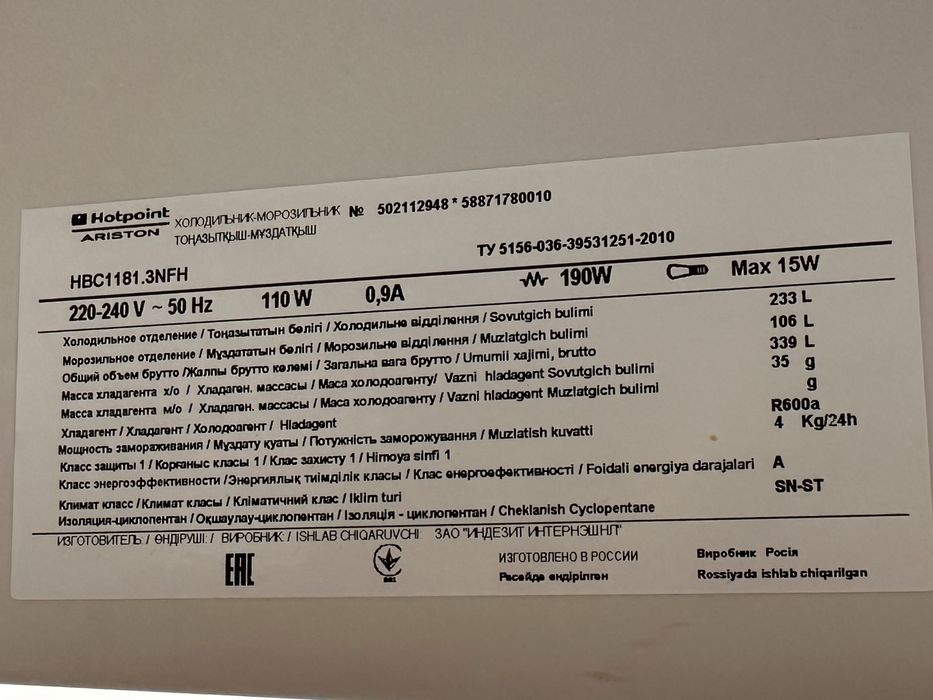 Hotpoint
ARISTON
ХОЛОДИЛЬНИК-МОРОЗИЛЬНИК № 502112948 * 58871780010
ТОҢАЗЫТҚЫШ-МҰЗДАТҚЫШ
ТУ 5156-036-39531251-2010
HBC1181.3NFH
220-240 V ~ 50 Hz 110 W 0,9A 190W Max 15W
Холодильное отделение / Тоңазытатын бөлігі / Холодильне відділення / Sovutgich bulimi 233 L
Морозильное отделение / Мұздататын бөлігі / Морозильне відділення / Muzlatgich bulimi 106 L
Общий объем брутто /Жалпы брутто көлемі / Загальна вага брутто / Umumii xajimi, brutto 339 L
Масса хладагента х/о / Хладаген. массасы / Маса холодоагенту/ Vazni hladagent Sovutgich bulimi 35 g
Масса хладагента м/о / Хладаген. массасы / Маса холодоагенту / Vazni hladagent Muzlatgich bulimi g
Хладагент / Хладагент / Холодоагент / Hladagent R600a
Мощность замораживания / Мұздату қуаты / Потужність заморожування / Muzlatish kuvatti 4 Kg/24h
Класс защиты 1 / Корғаныс класы 1 / Клас захисту 1 / Himoya sinfi 1
Класс энергоэффективности / Энергиялық тиімділік класы / Клас енергоефективності / Foidali energiya darajalari A
Климат класс / Климат класы / Кліматичний клас / Iklim turi SN-ST
Изоляция-циклопентан / Оқшаулау-циклопентан / Ізоляція - циклопентан / Cheklanish Cyclopentane
ИЗГОТОВИТЕЛЬ: / ӨНДІРУШІ: / ВИРОБНИК: / ISHLAB CHIQARUVCHI: ЗАО "ИНДЕЗИТ ИНТЕРНЭШНЛ"
EAC
ИЗГОТОВЛЕНО В РОССИИ Виробник Росія
Ресейде өндірілген Rossiyada ishlab chiqarilgan